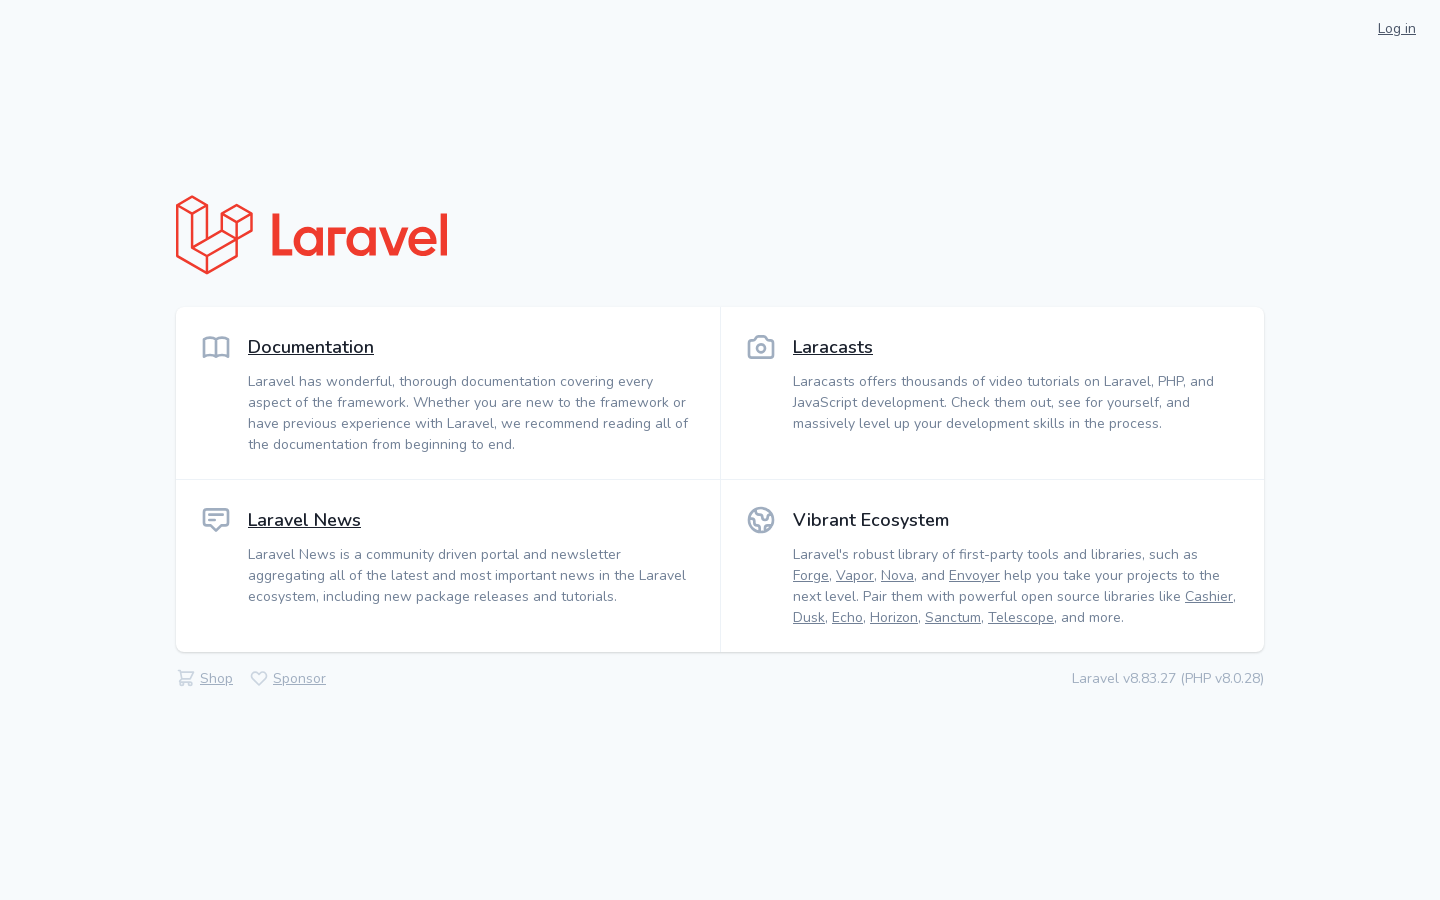 Log in
Laravel
Documentation
Laravel has wonderful, thorough documentation covering every
aspect of the framework. Whether you are new to the framework or
have previous experience with Laravel, we recommend reading all of
the documentation from beginning to end.
Laracasts
Laracasts offers thousands of video tutorials on Laravel, PHP, and
JavaScript development. Check them out, see for yourself, and
massively level up your development skills in the process.
Laravel News
Laravel News is a community driven portal and newsletter
aggregating all of the latest and most important news in the Laravel
ecosystem, including new package releases and tutorials.
Vibrant Ecosystem
Laravel's robust library of first-party tools and libraries, such as
Forge, Vapor, Nova, and Envoyer help you take your projects to the
next level. Pair them with powerful open source libraries like Cashier,
Dusk, Echo, Horizon, Sanctum, Telescope, and more.
Shop
Sponsor
Laravel v8.83.27 (PHP v8.0.28)